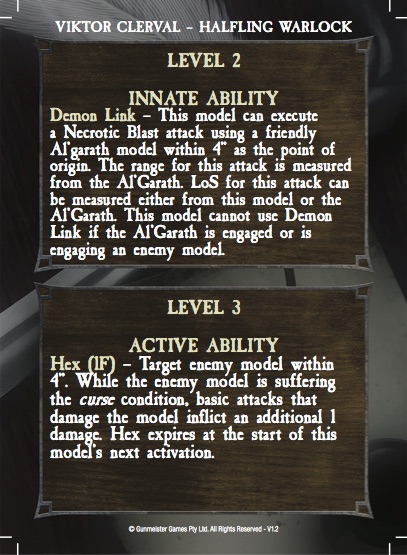 VIKTOR CLERVAL – HALFLING WARLOCK
LEVEL 2
INNATE ABILITY
Demon Link – This model can execute
a Necrotic Blast attack using a friendly
Al'garath model within 4” as the point of
origin. The range for this attack is measured
from the Al'Garath. LoS for this attack can
be measured either from this model or the
Al'Garath. This model cannot use Demon
Link if the Al'Garath is engaged or is
engaging an enemy model.
LEVEL 3
ACTIVE ABILITY
Hex (1F) – Target enemy model within
4”. While the enemy model is suffering
the curse condition, basic attacks that
damage the model inflict an additional 1
damage. Hex expires at the start of this
model's next activation.
© Gunmeister Games Pty Ltd. All Rights Reserved - V1.2